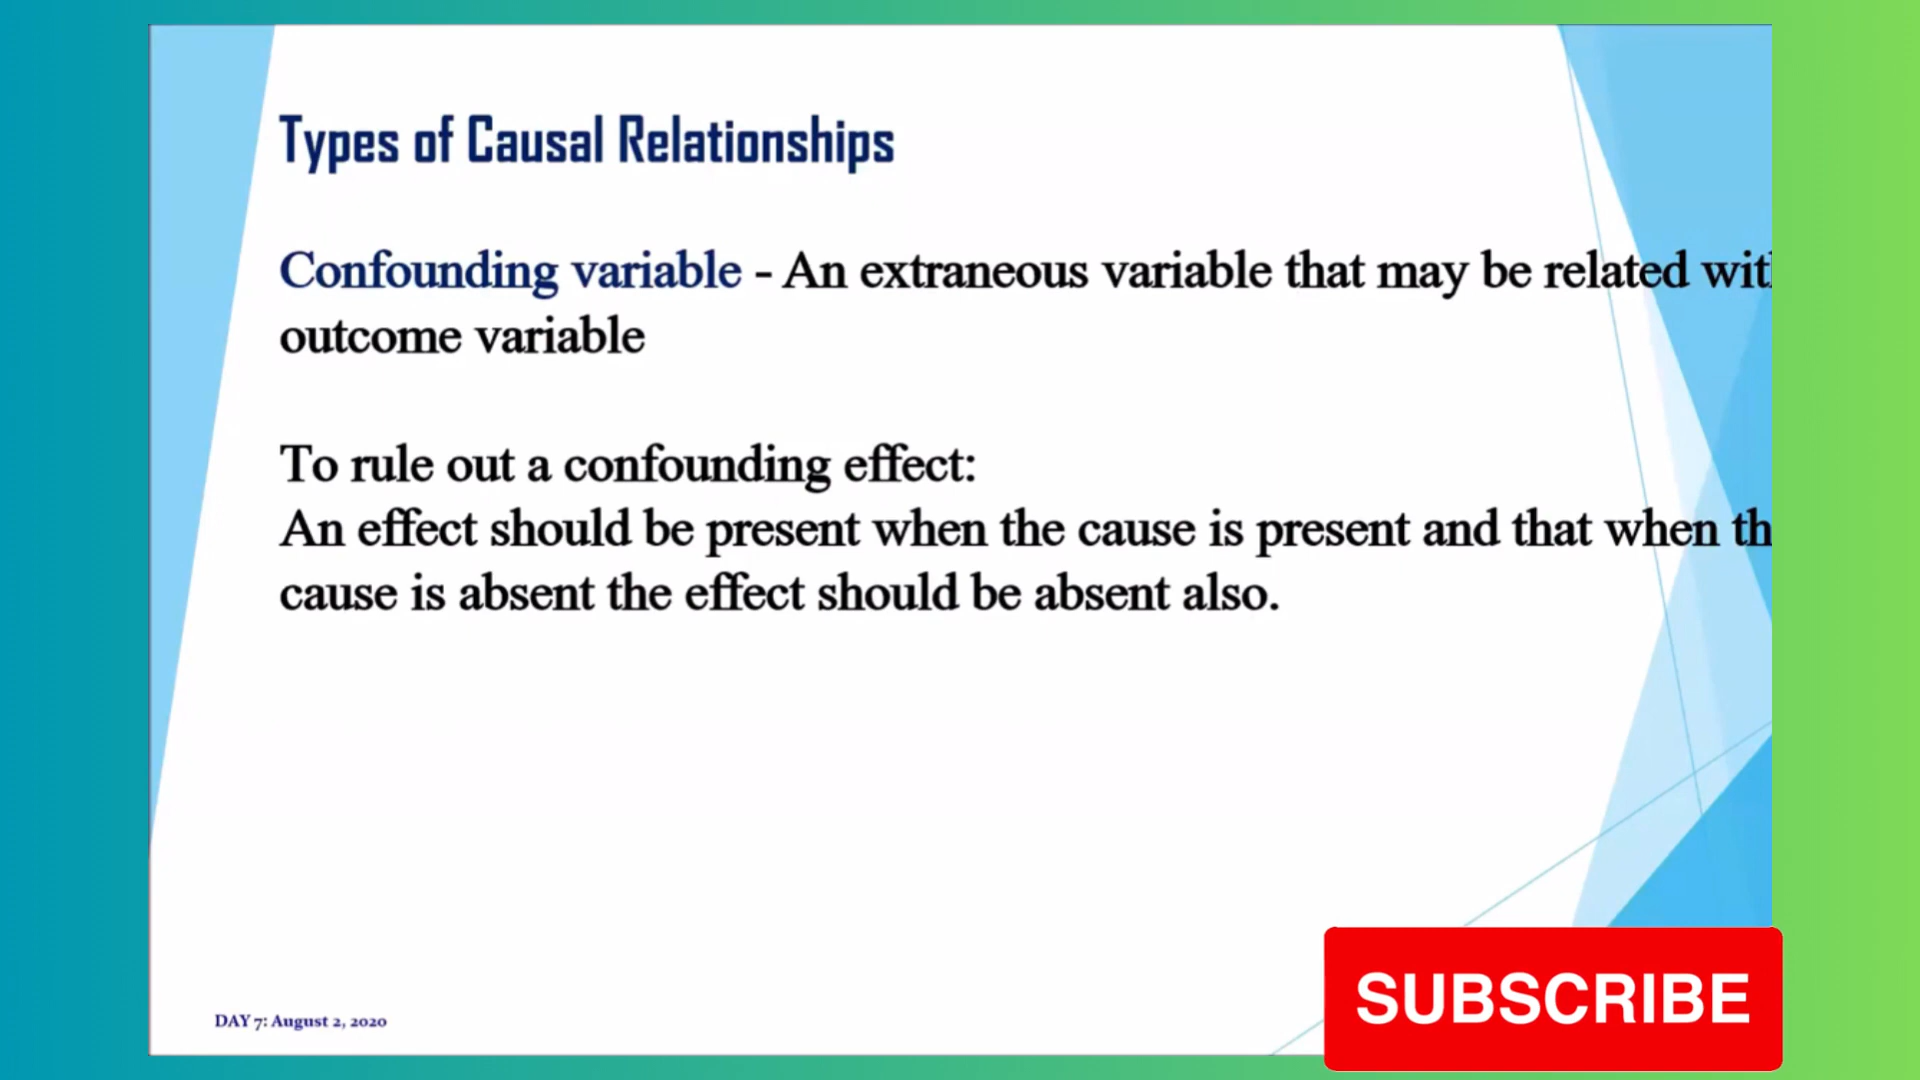 Types of Causal Relationships
Confounding variable - An extraneous variable that may be related
outcome variable
To rule out a confounding effect:
An effect should be present when the cause is present and that when
cause is absent the effect should be absent also.
DAY 7: August 2, 2020
SUBSCRIBE